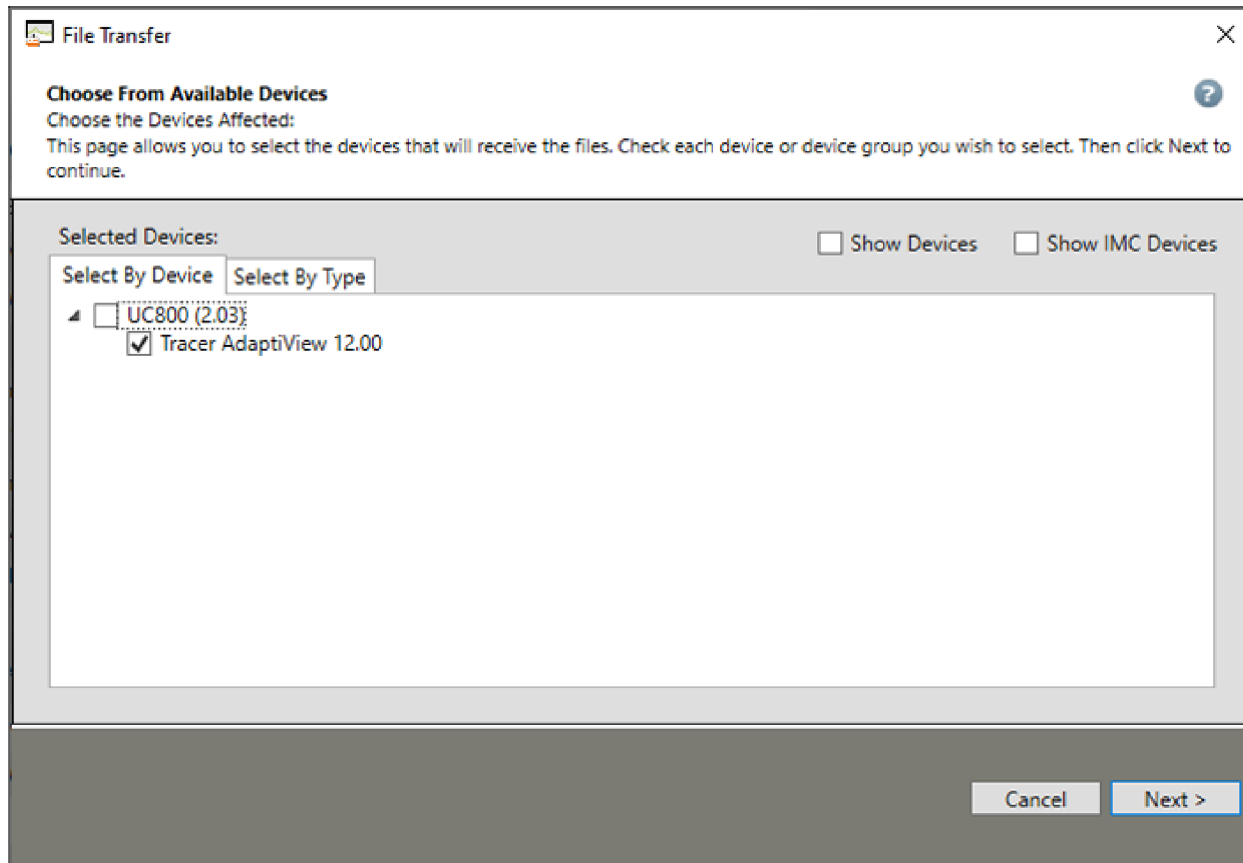 File Transfer
Choose From Available Devices
?
Choose the Devices Affected:
This page allows you to select the devices that will receive the files. Check each device or device group you wish to select. Then click Next to
continue.
Selected Devices:
Show Devices
Show IMC Devices
Select By Device
Select By Type
UC800 (2.03)
Tracer AdaptiView 12.00
Cancel
Next >